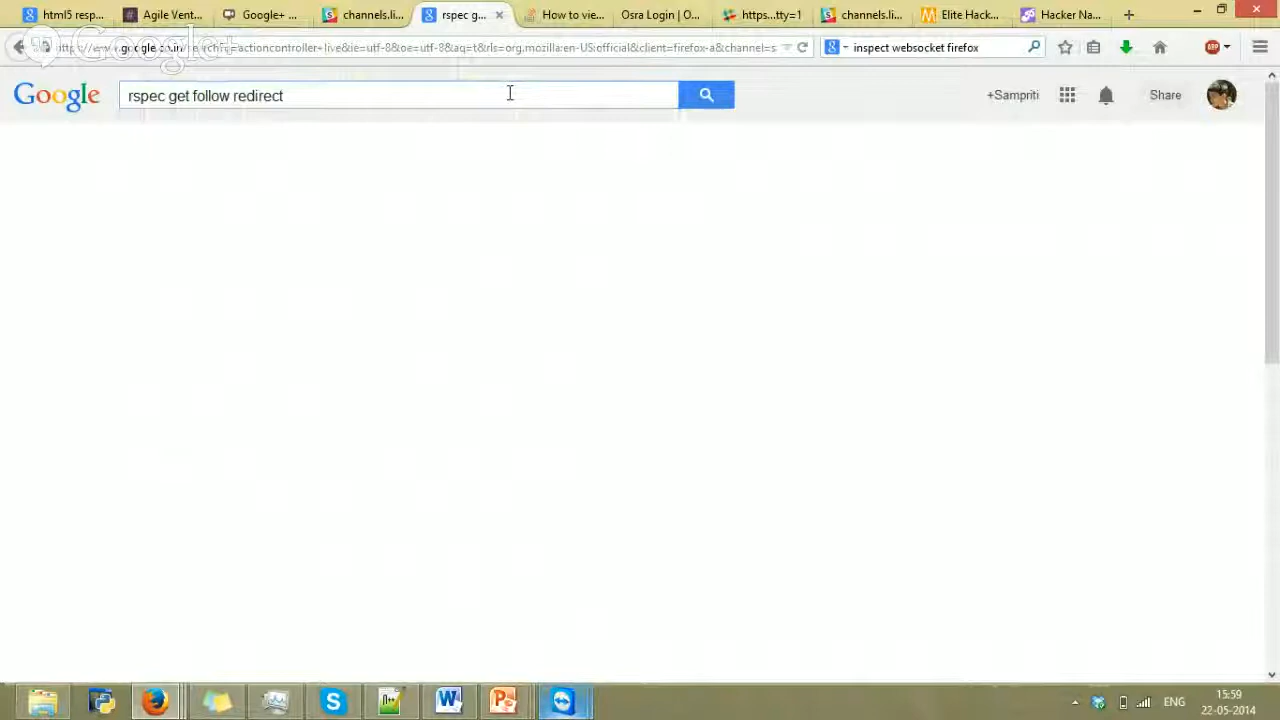 html5 resp...
Agile Vent...
Google+ ...
channels.li...
rspec g...
How to vie...
Osra Login | O...
https...tty=1
channels.li...
Elite Hack...
Hacker Na...
inspect websocket firefox
Google+
Google
rspec get follow redirect
+Sampriti
Share
ABP
ENG
15:59
22-05-2014